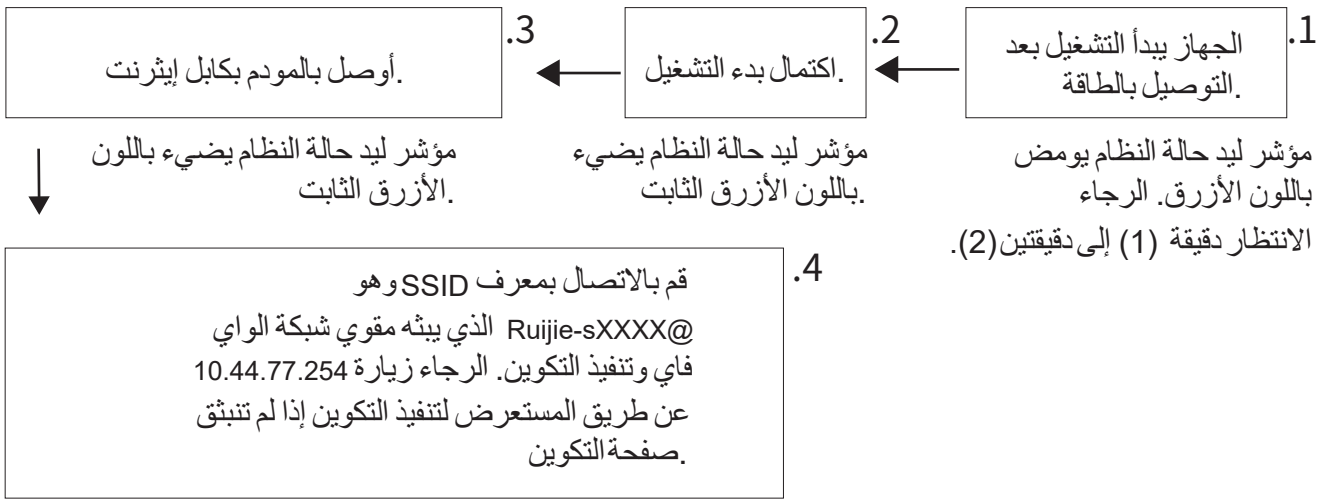 1.
الجهاز يبدأ التشغيل بعد
التوصيل بالطاقة.
مؤشر ليد حالة النظام يومض
باللون الأزرق. الرجاء
الانتظار دقيقة (1) إلى دقيقتين (2).
2.
اكتمال بدء التشغيل.
مؤشر ليد حالة النظام يضيء
باللون الأزرق الثابت.
3.
أوصل بالمودم بكابل إيثرنت.
مؤشر ليد حالة النظام يضيء باللون
الأزرق الثابت.
4.
قم بالاتصال بمعرف SSID وهو
@Ruijie-sXXXX الذي يبثه مقوي شبكة الواي
فاي وتنفيذ التكوين. الرجاء زيارة 10.44.77.254
عن طريق المستعرض لتنفيذ التكوين إذا لم تنبثق
صفحة التكوين.